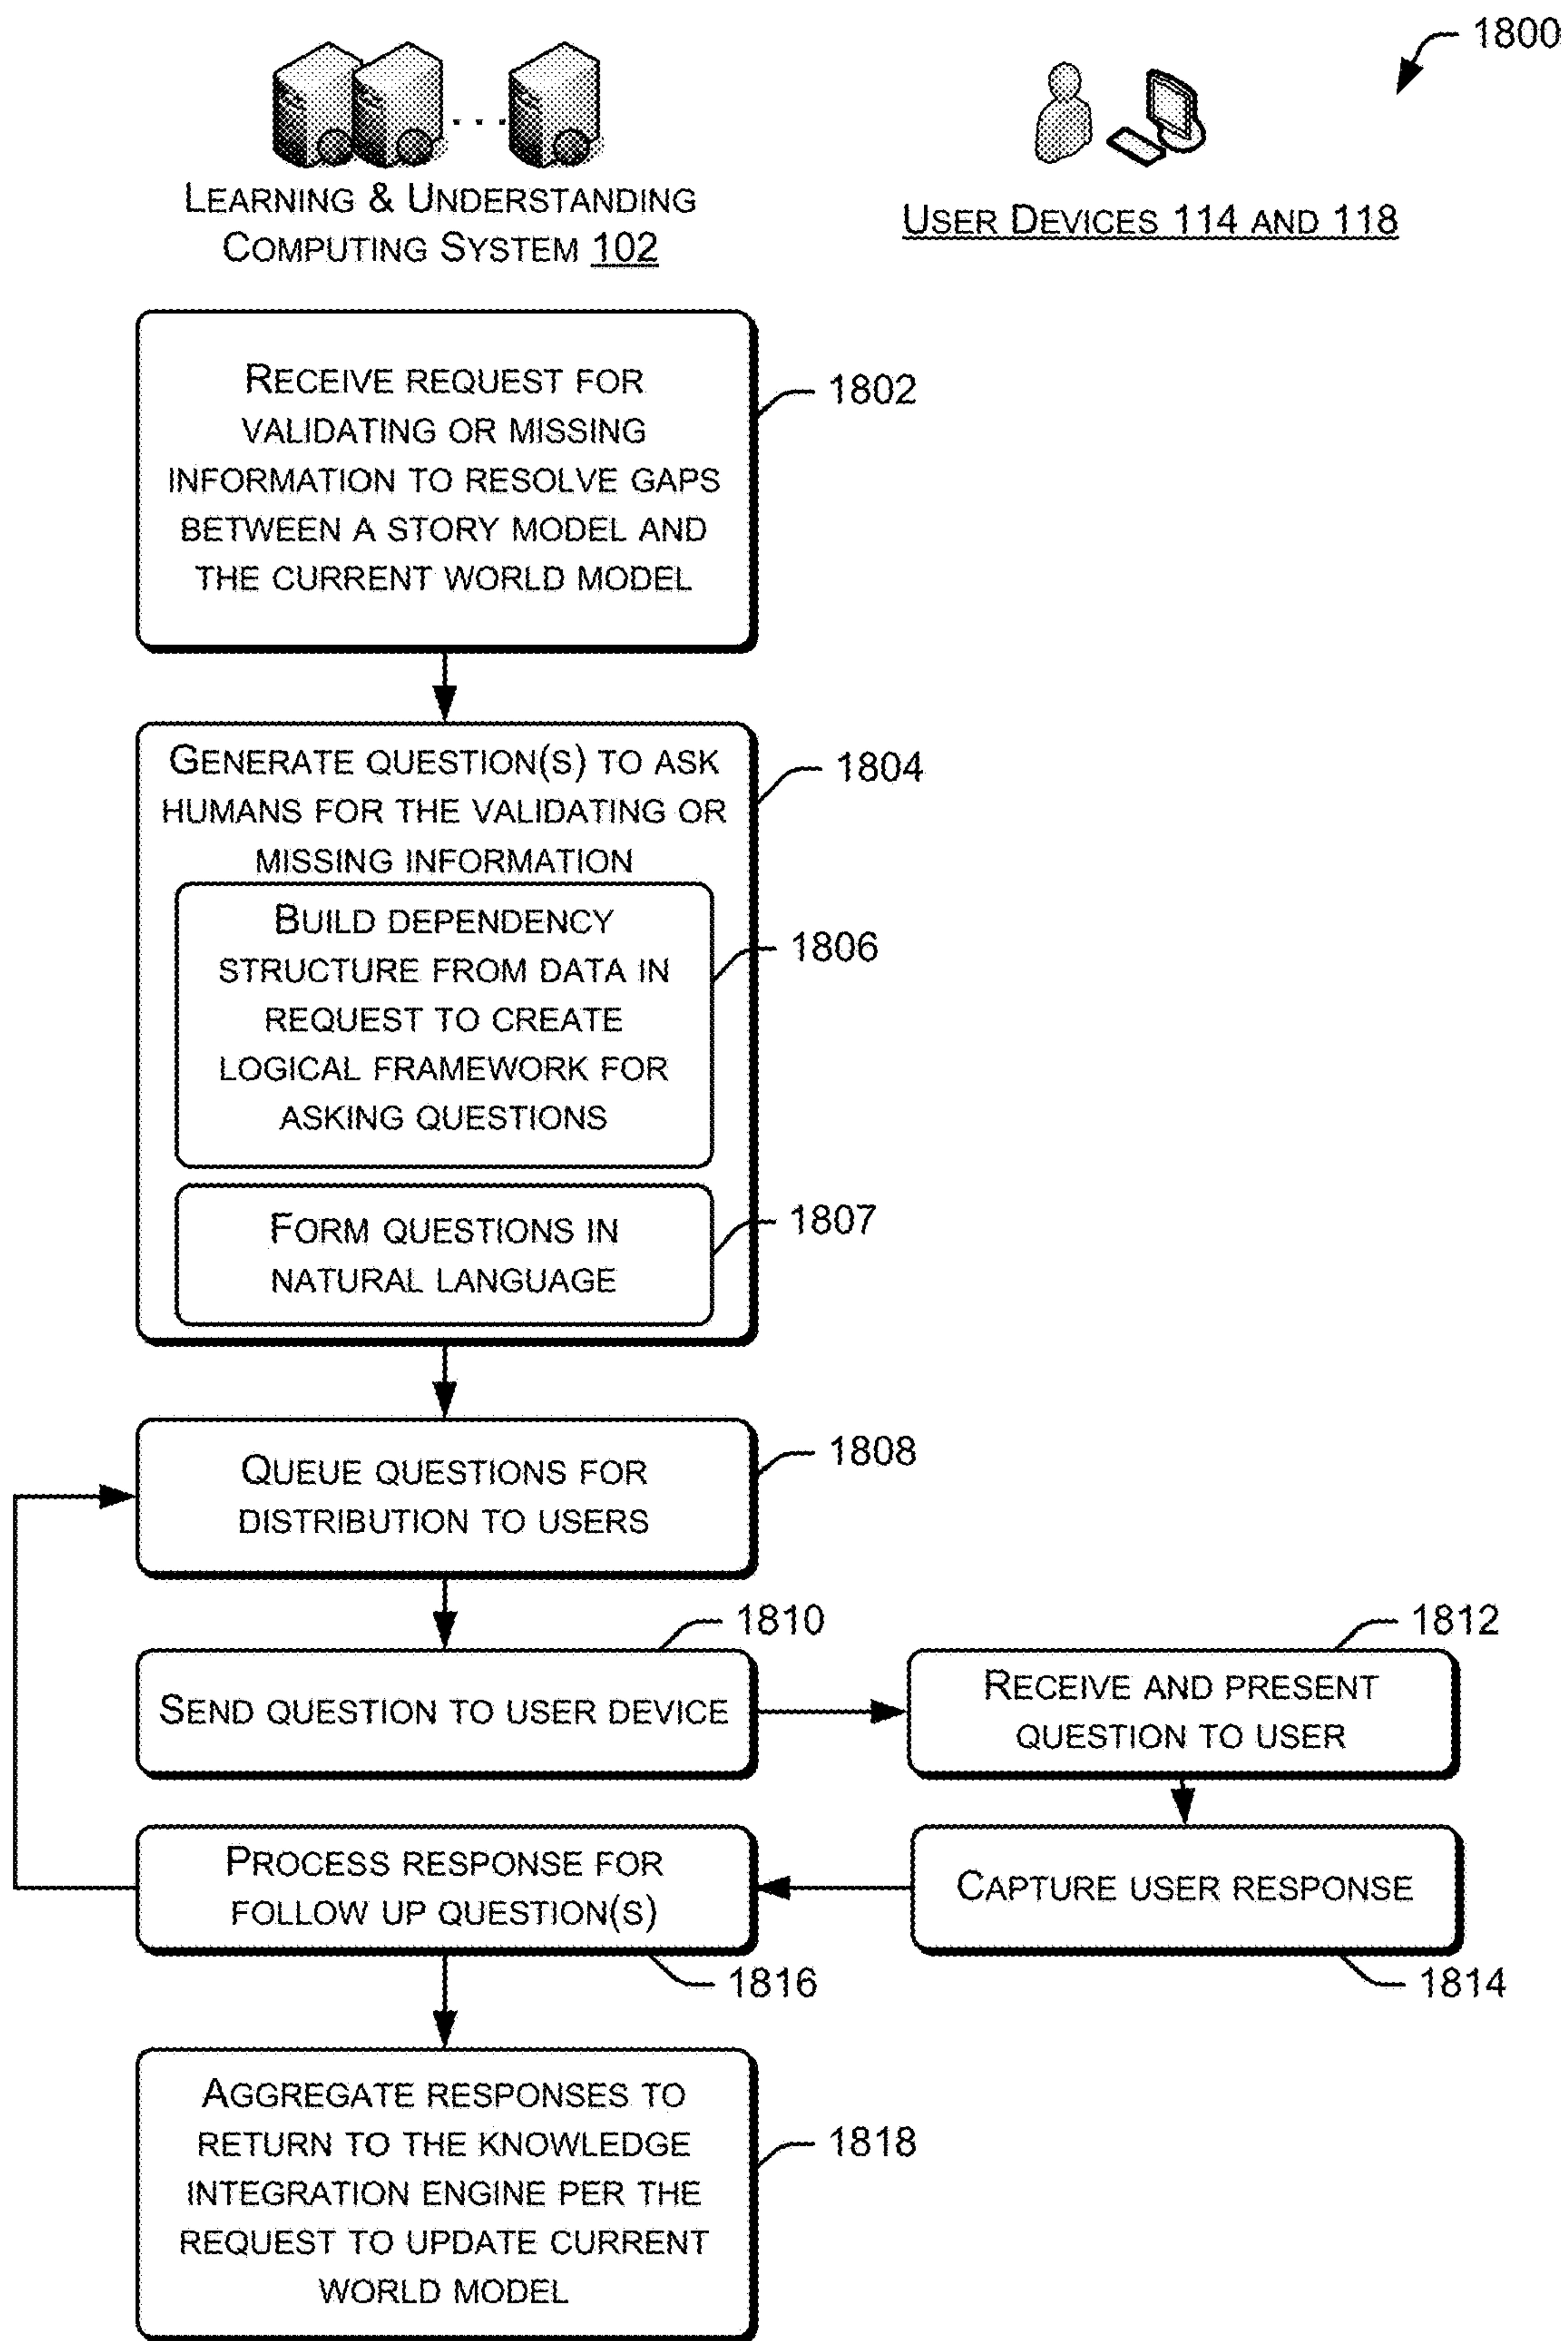 1800
LEARNING & UNDERSTANDING
COMPUTING SYSTEM 102
USER DEVICES 114 AND 118
RECEIVE REQUEST FOR
VALIDATING OR MISSING
INFORMATION TO RESOLVE GAPS
BETWEEN A STORY MODEL AND
THE CURRENT WORLD MODEL
1802
GENERATE QUESTION(S) TO ASK
HUMANS FOR THE VALIDATING OR
MISSING INFORMATION
1804
BUILD DEPENDENCY
STRUCTURE FROM DATA IN
REQUEST TO CREATE
LOGICAL FRAMEWORK FOR
ASKING QUESTIONS
1806
FORM QUESTIONS IN
NATURAL LANGUAGE
1807
QUEUE QUESTIONS FOR
DISTRIBUTION TO USERS
1808
SEND QUESTION TO USER DEVICE
1810
RECEIVE AND PRESENT
QUESTION TO USER
1812
CAPTURE USER RESPONSE
1814
PROCESS RESPONSE FOR
FOLLOW UP QUESTION(S)
1816
AGGREGATE RESPONSES TO
RETURN TO THE KNOWLEDGE
INTEGRATION ENGINE PER THE
REQUEST TO UPDATE CURRENT
WORLD MODEL
1818